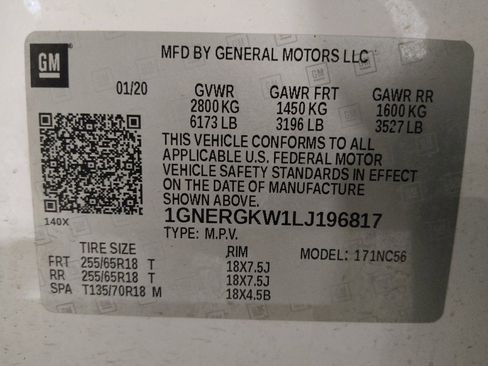 GM
MFD BY GENERAL MOTORS LLC
01/20 GVWR GAWR FRT GAWR RR
2800 KG 1450 KG 1600 KG
6173 LB 3196 LB 3527 LB
THIS VEHICLE CONFORMS TO ALL
APPLICABLE U.S. FEDERAL MOTOR
VEHICLE SAFETY STANDARDS IN EFFECT
ON THE DATE OF MANUFACTURE
SHOWN ABOVE.
140X
1GNERGKW1LJ196817
TYPE: M.P.V.
TIRE SIZE RIM MODEL: 171NC56
FRT 255/65R18 T 18X7.5J
RR 255/65R18 T 18X7.5J
SPA T135/70R18 M 18X4.5B